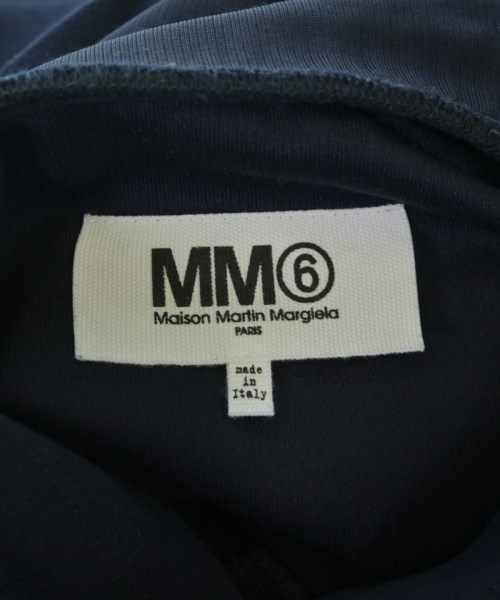 MM⑥
Maison Martin Margiela
PARIS
made
in
Italy